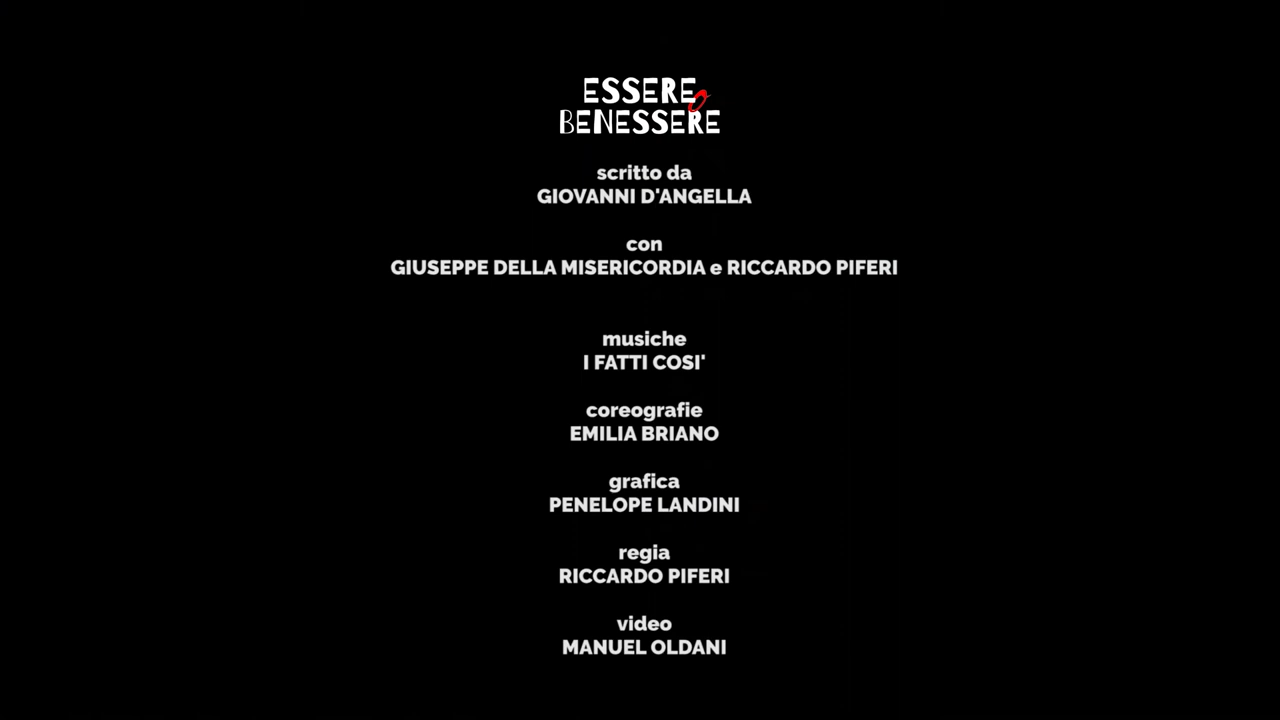 ESSERE o
BENESSERE
scritto da
GIOVANNI D'ANGELLA
con
GIUSEPPE DELLA MISERICORDIA e RICCARDO PIFERI
musiche
I FATTI COSI'
coreografie
EMILIA BRIANO
grafica
PENELOPE LANDINI
regia
RICCARDO PIFERI
video
MANUEL OLDANI